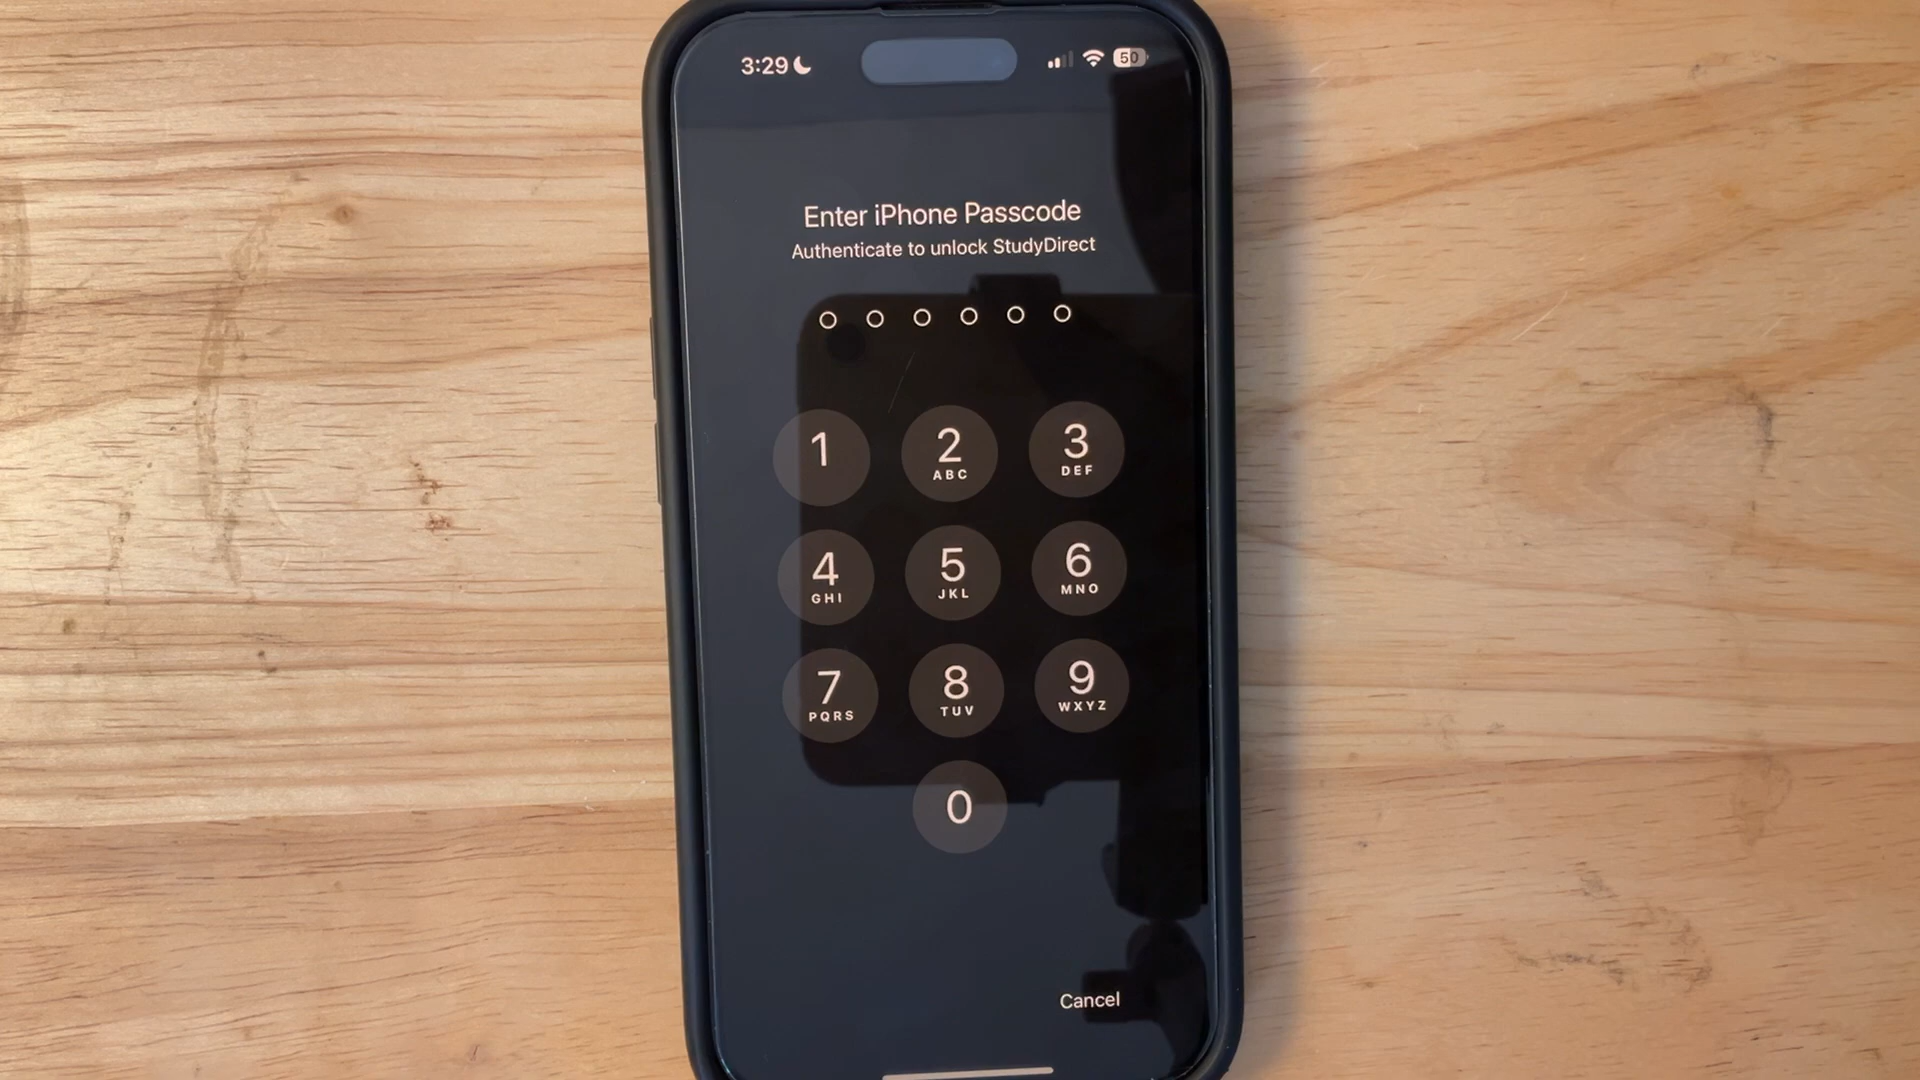 3:29 50
Enter iPhone Passcode
Authenticate to unlock StudyDirect
1 2 3
ABC DEF
4 5 6
GHI JKL MNO
7 8 9
PQRS TUV WXYZ
0
Cancel